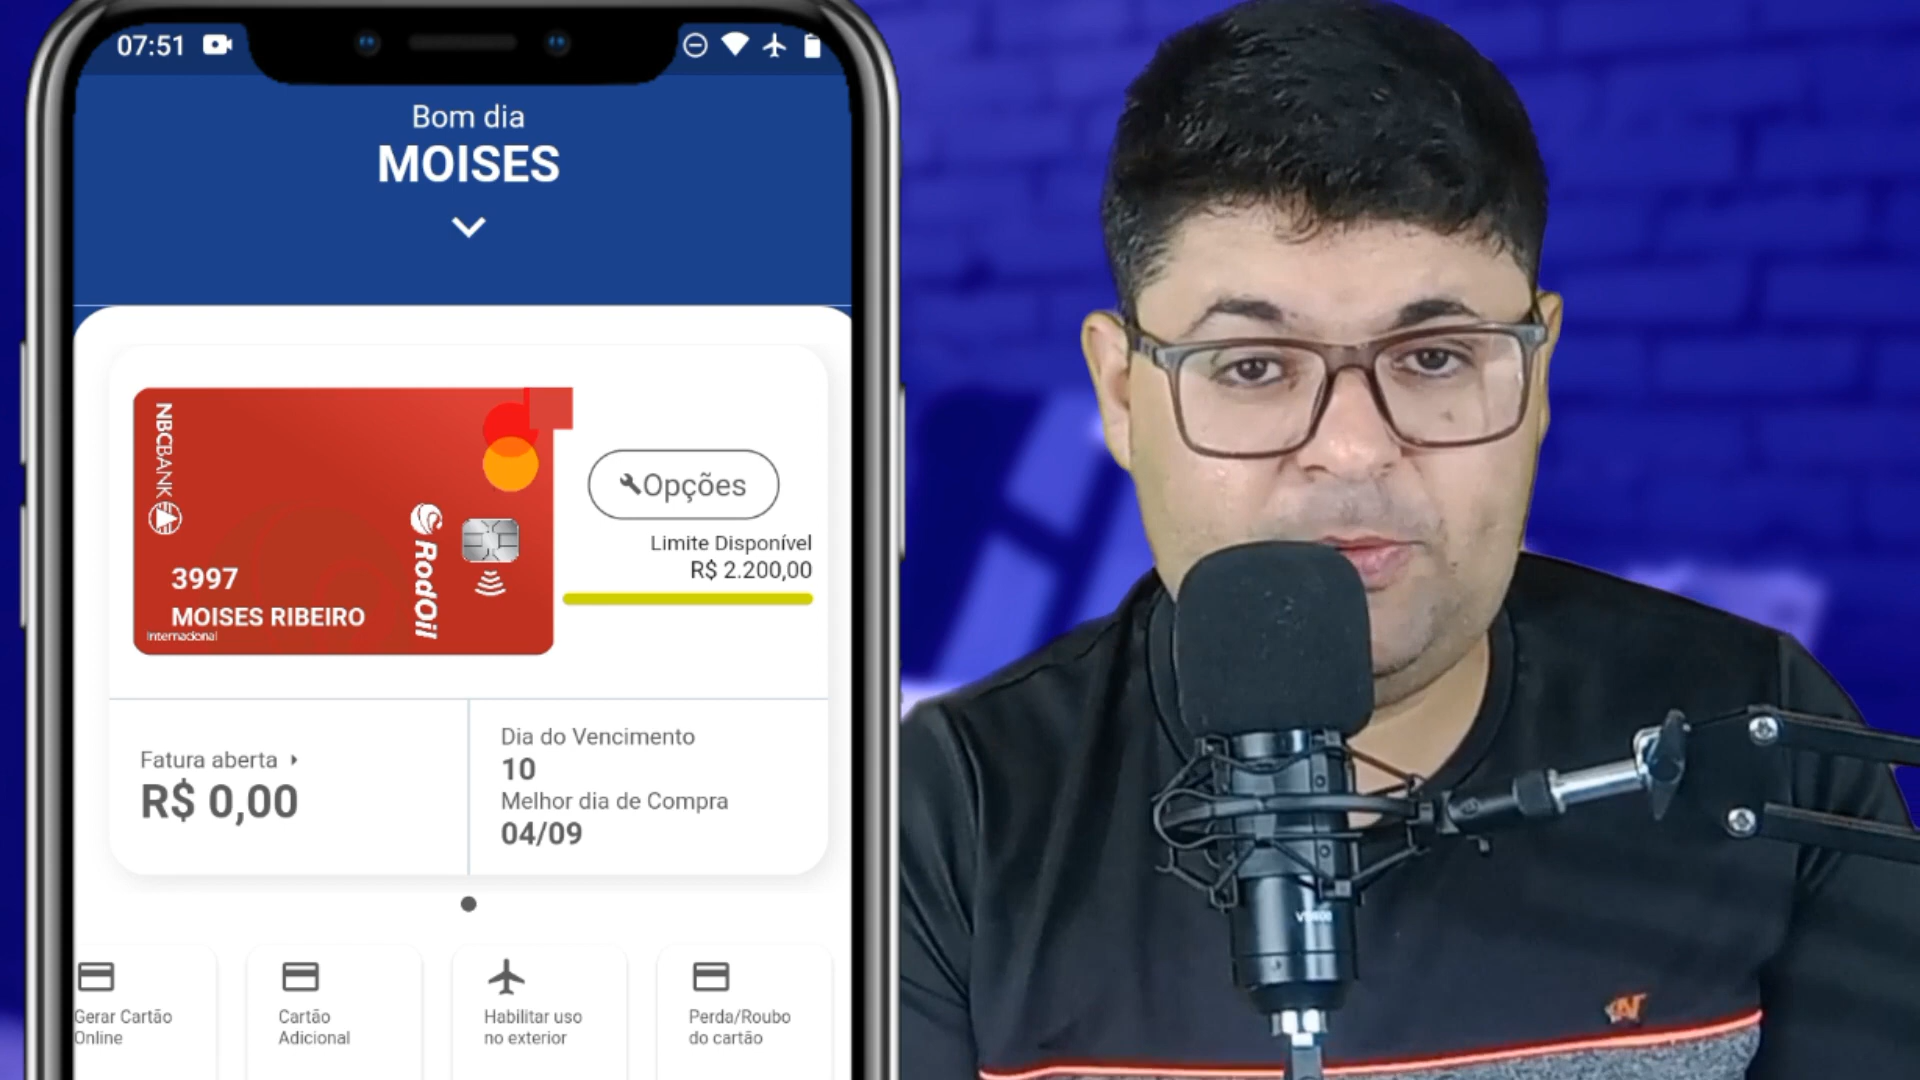 07:51
Bom dia
MOISES
NBCBANK
Opções
Limite Disponível
R$ 2.200,00
RodOil
3997
MOISES RIBEIRO
Internacional
Fatura aberta
R$ 0,00
Dia do Vencimento
10
Melhor dia de Compra
04/09
Gerar Cartão
Online
Cartão
Adicional
Habilitar uso
no exterior
Perda/Roubo
do cartão